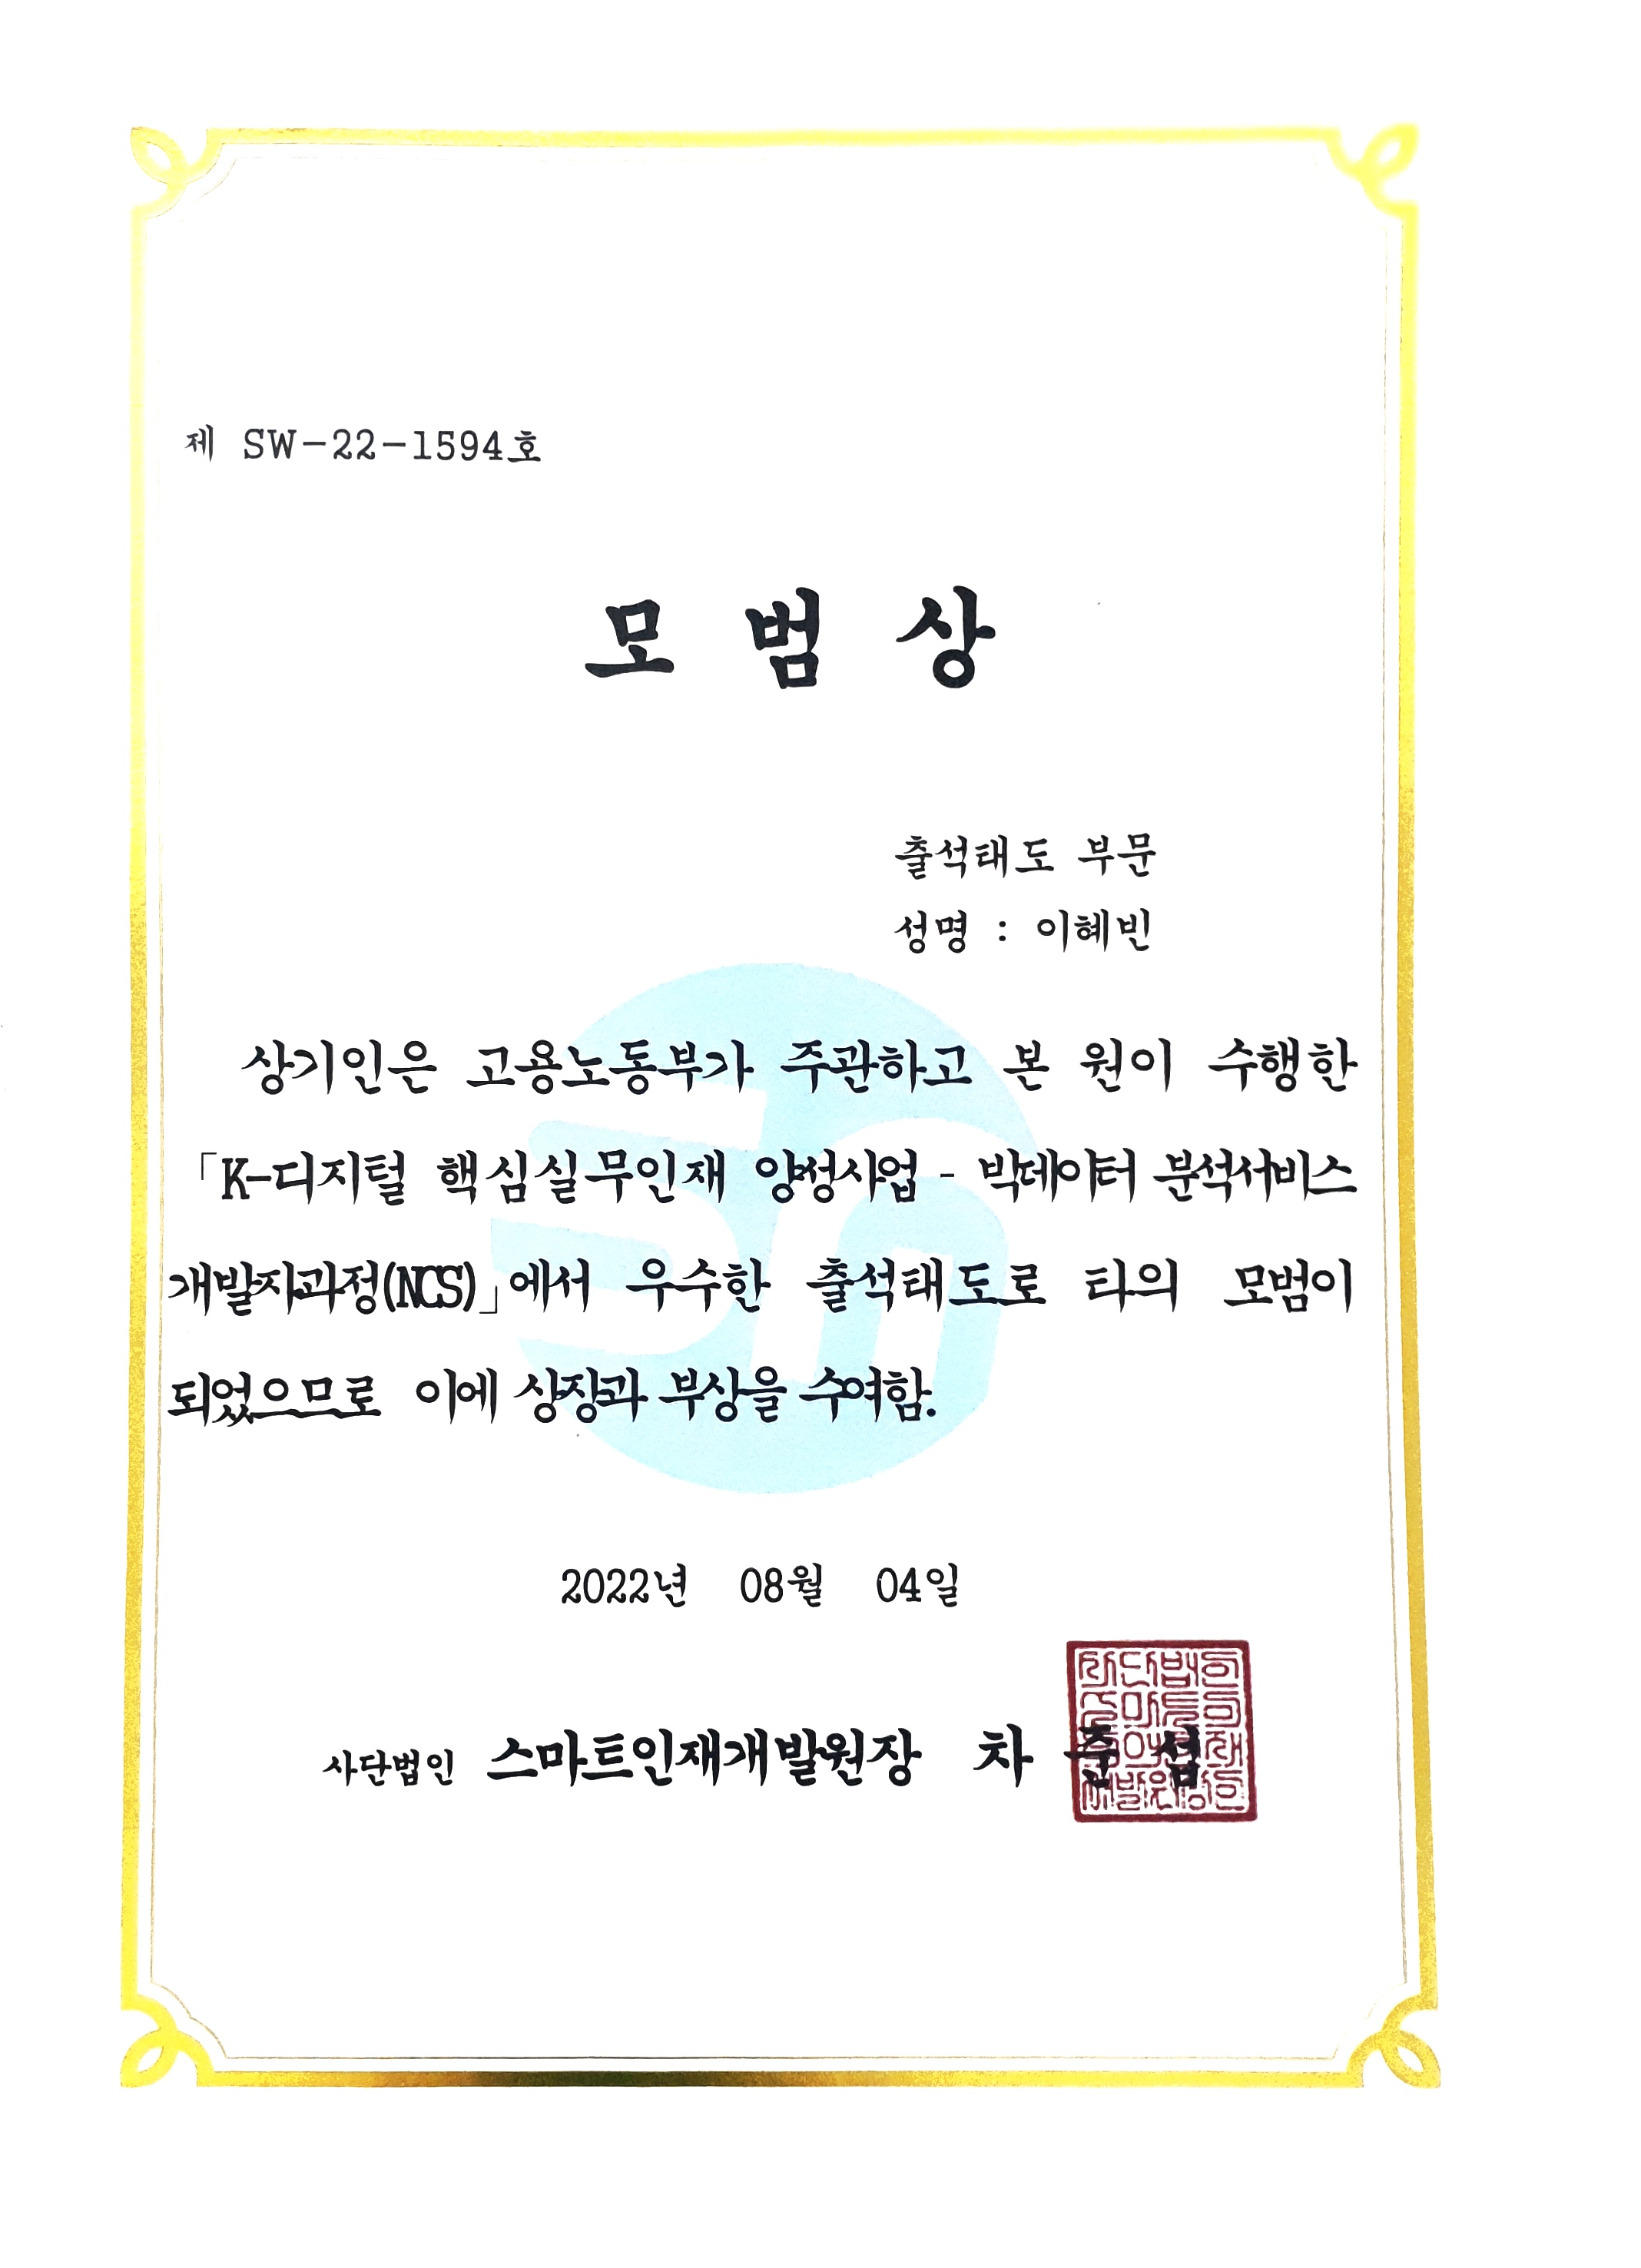 제 SW-22-1594호
모 범 상
출석태도 부문
성명 : 이혜빈
상기인은 고용노동부가 주관하고 본 원이 수행한
「K-디지털 핵심실무인재 양성사업 - 빅데이터 분석서비스
개발자과정(NCS)」에서 우수한 출석태도로 타의 모범이
되었으므로 이에 상장과 부상을 수여함.
2022년 08월 04일
사단법인 스마트인재개발원장 차 준 섭